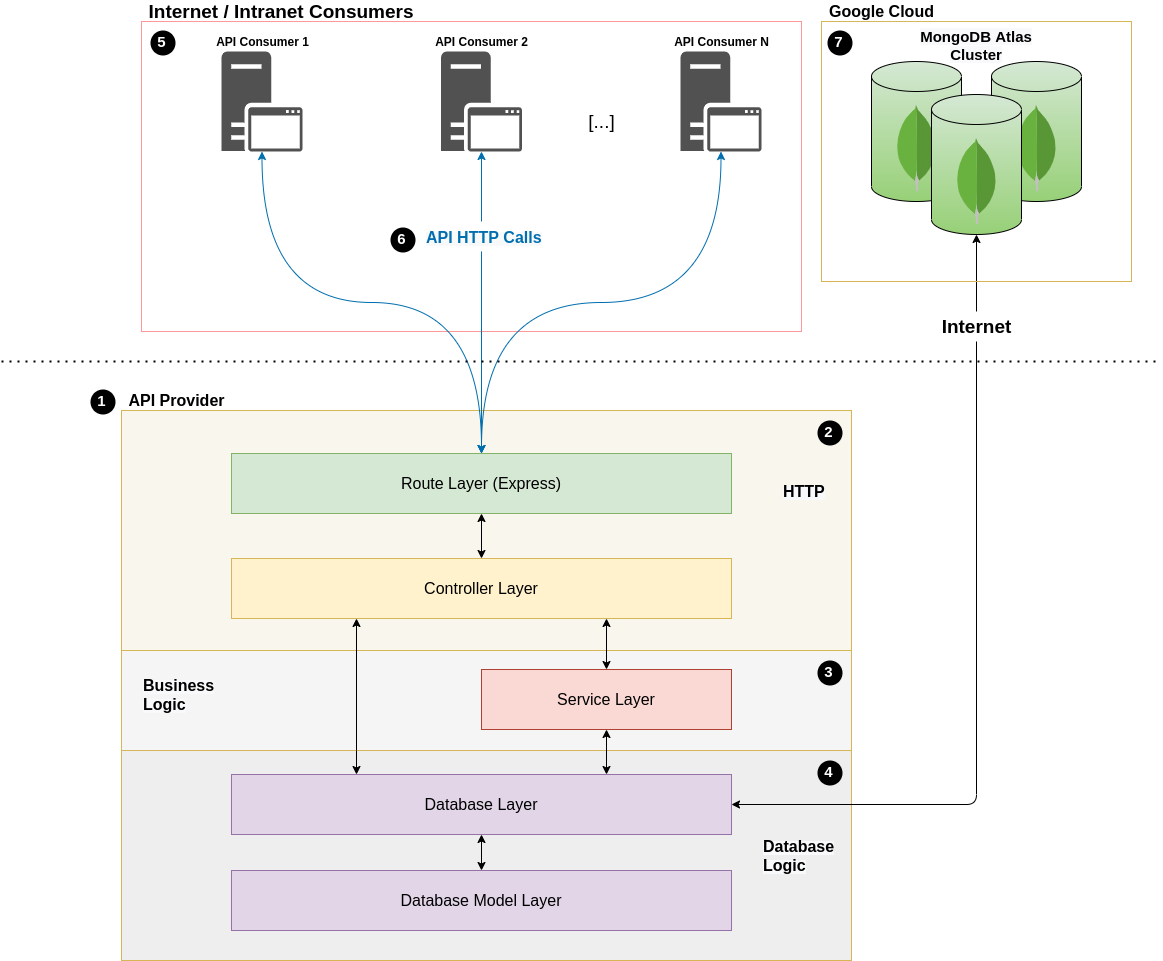 Internet / Intranet Consumers
5
API Consumer 1
API Consumer 2
API Consumer N
[...]
6
API HTTP Calls
Google Cloud
7
MongoDB Atlas
Cluster
Internet
1
API Provider
2
Route Layer (Express)
HTTP
Controller Layer
3
Business
Logic
Service Layer
4
Database Layer
Database
Logic
Database Model Layer